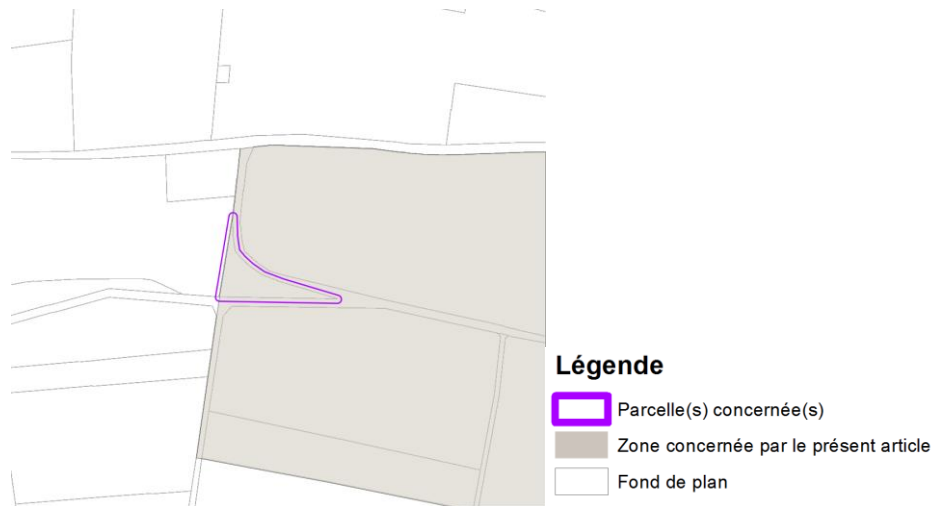 Légende
Parcelle(s) concernée(s)
Zone concernée par le présent article
Fond de plan